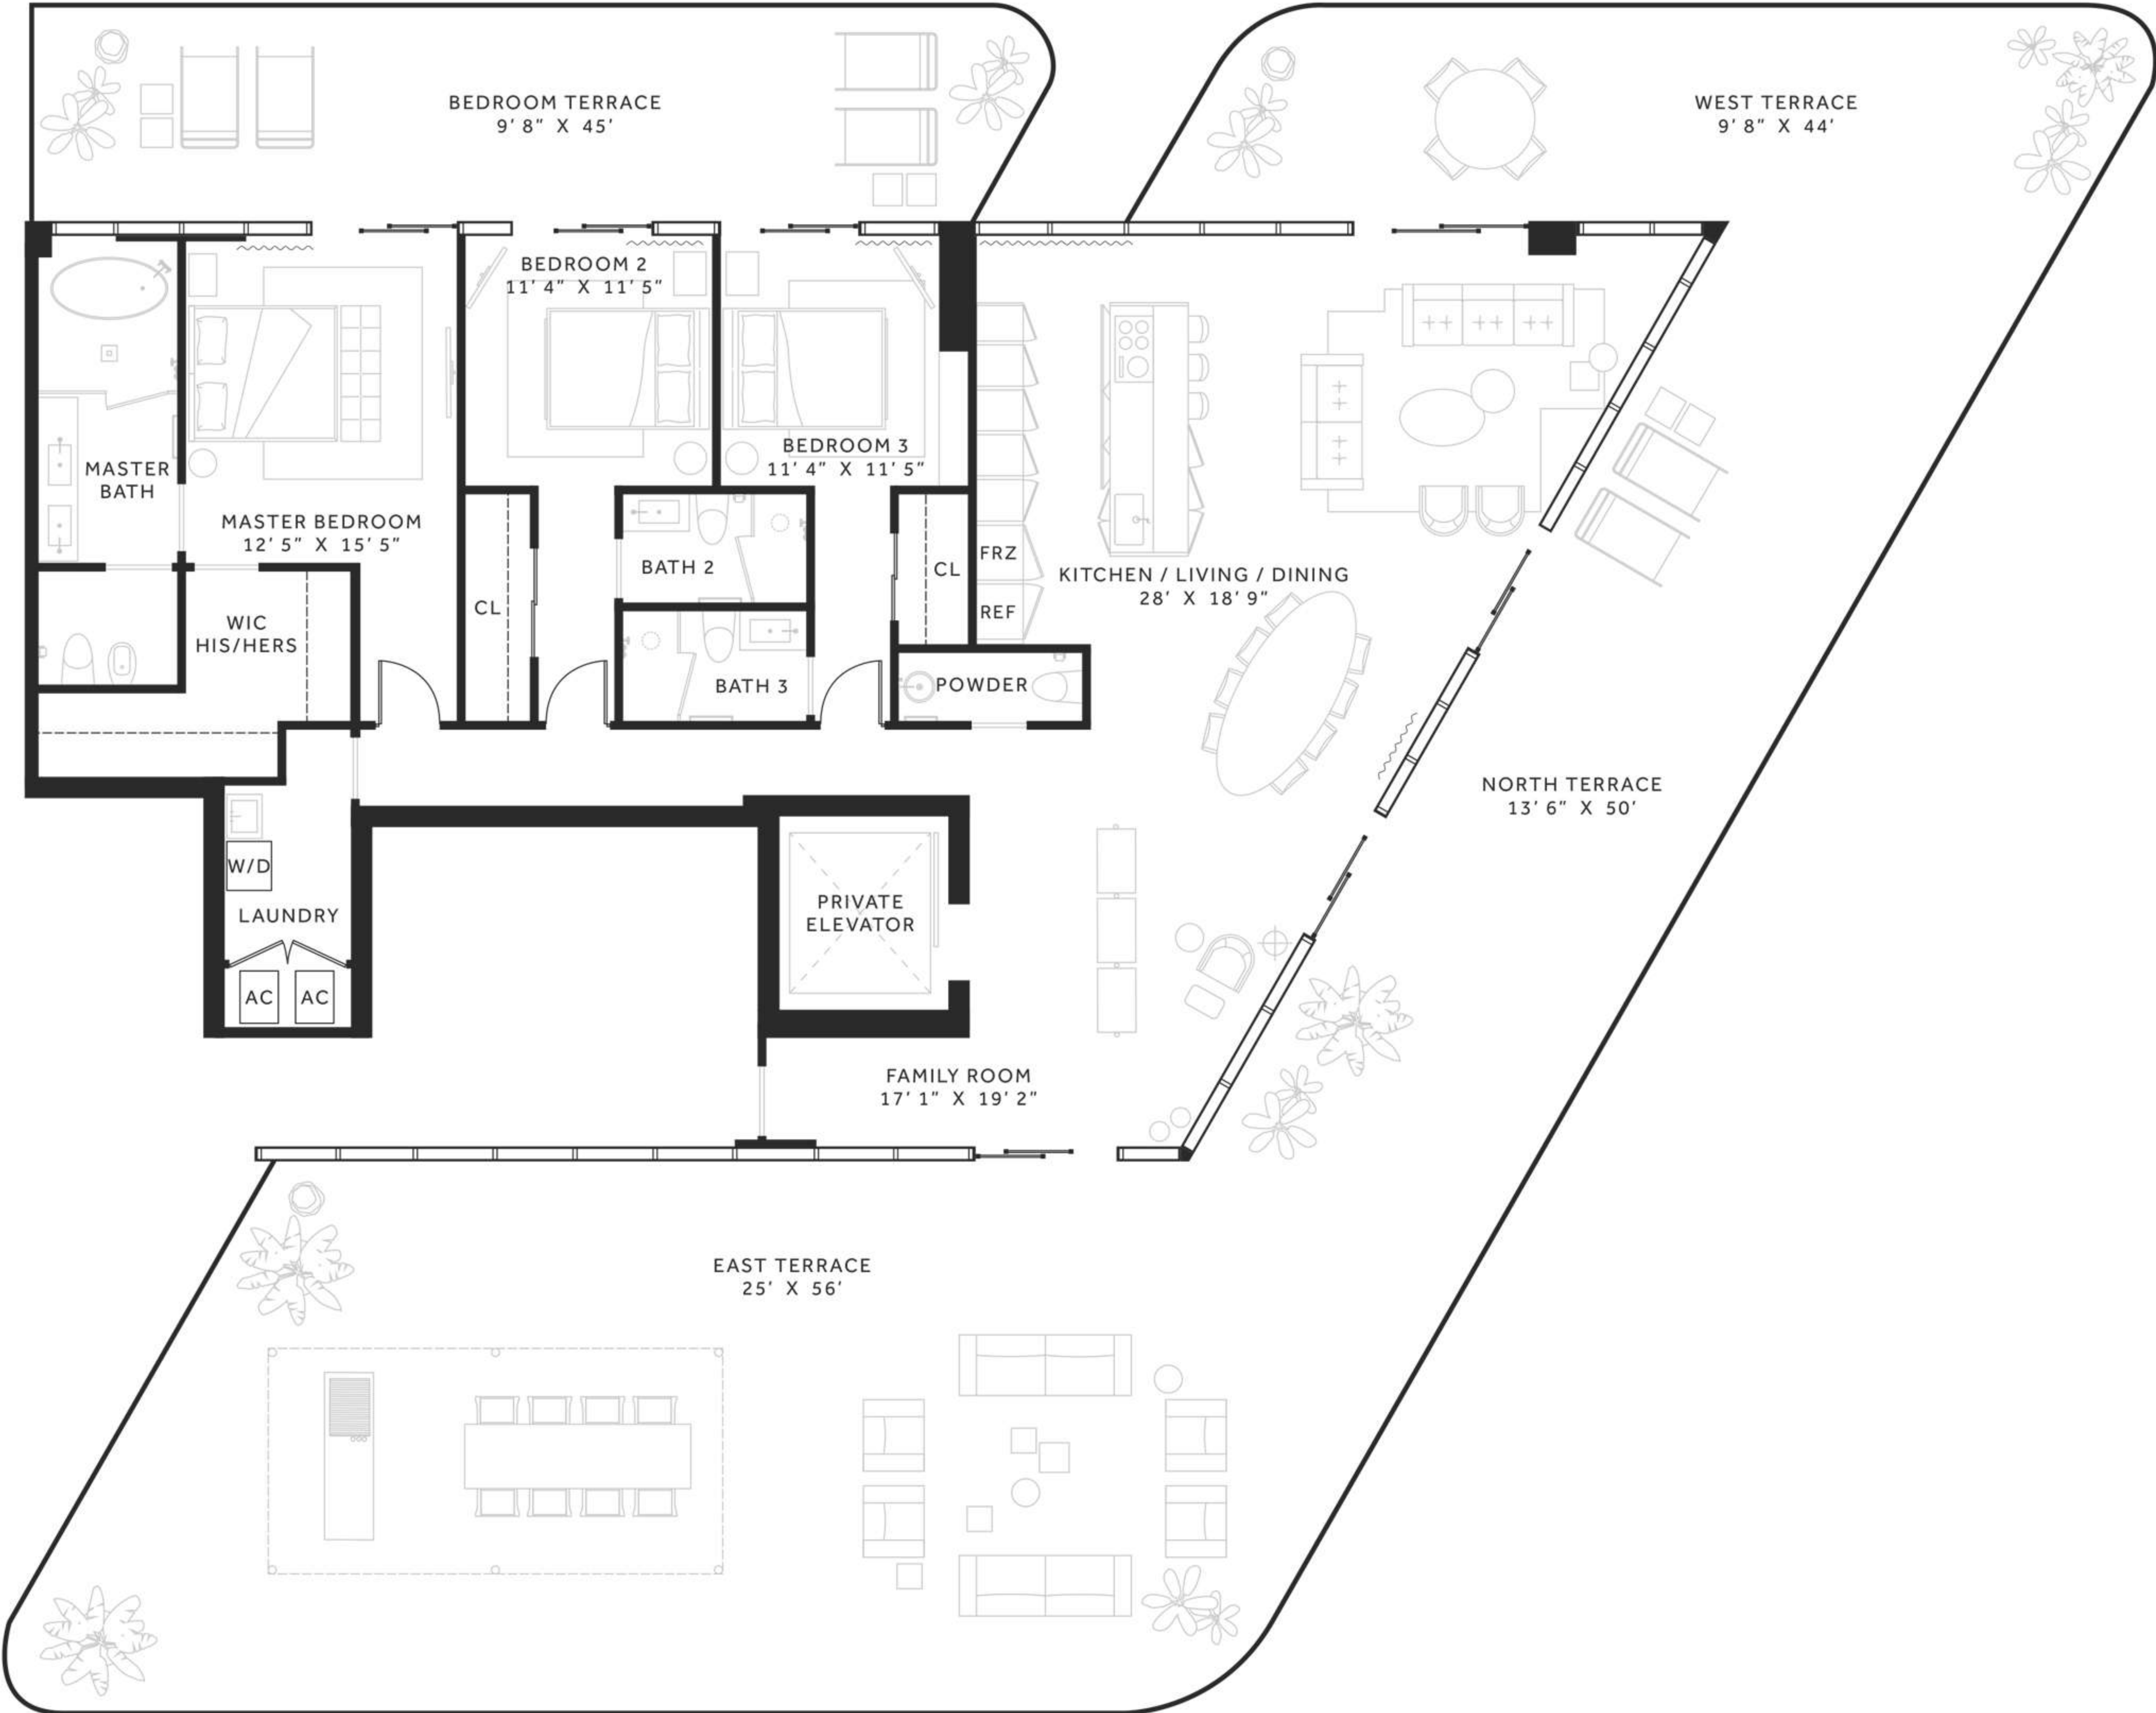 BEDROOM TERRACE
9' 8" X 45'
WEST TERRACE
9' 8" X 44'
BEDROOM 2
11' 4" X 11' 5"
BEDROOM 3
11' 4" X 11' 5"
MASTER
BATH
MASTER BEDROOM
12' 5" X 15' 5"
BATH 2
CL
FRZ
KITCHEN / LIVING / DINING
28' X 18' 9"
CL
REF
WIC
HIS/HERS
BATH 3
POWDER
NORTH TERRACE
13' 6" X 50'
W/D
LAUNDRY
AC
AC
PRIVATE
ELEVATOR
FAMILY ROOM
17' 1" X 19' 2"
EAST TERRACE
25' X 56'